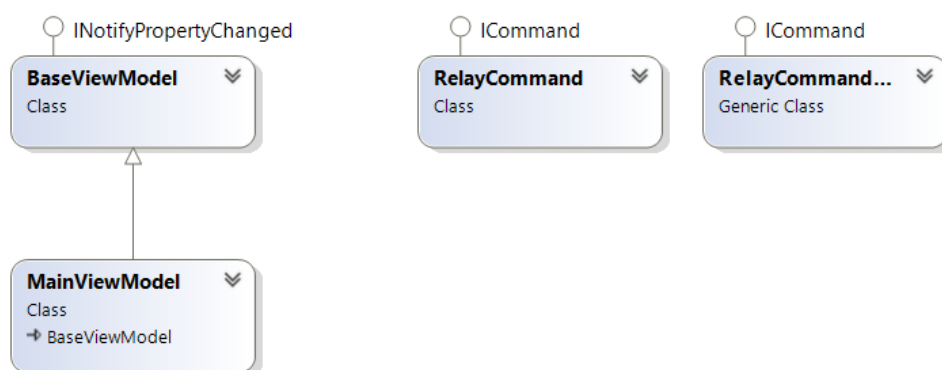 INotifyPropertyChanged
BaseViewModel
Class
ICommand
RelayCommand
Class
ICommand
RelayCommand...
Generic Class
MainViewModel
Class
BaseViewModel